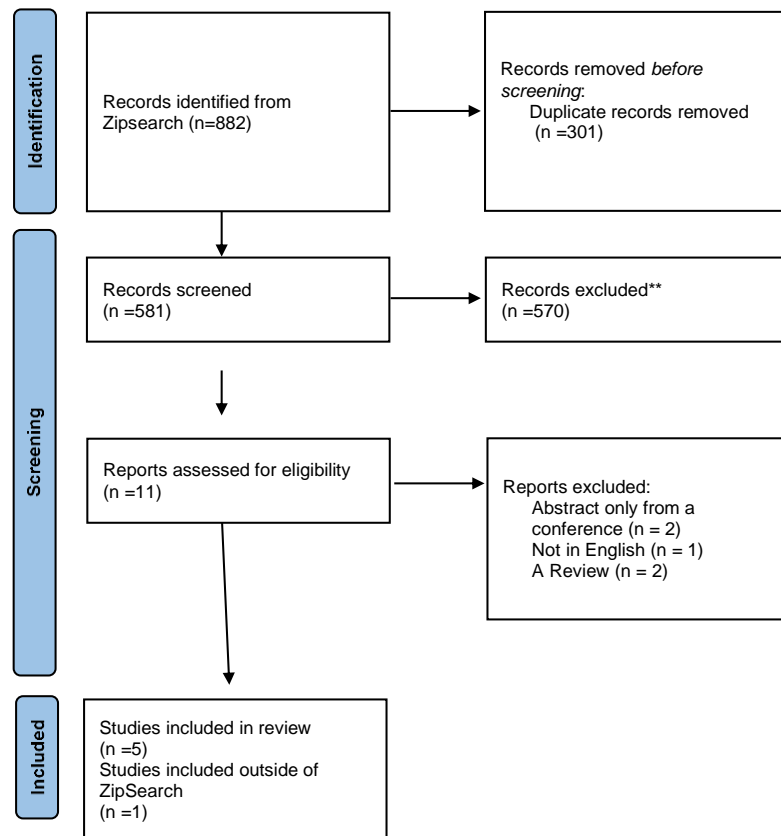 Identification
Records identified from
Zipsearch (n=882)
Records removed before
screening:
Duplicate records removed
(n =301)
Screening
Records screened
(n =581)
Records excluded**
(n =570)
Reports assessed for eligibility
(n =11)
Reports excluded:
Abstract only from a
conference (n = 2)
Not in English (n = 1)
A Review (n = 2)
Included
Studies included in review
(n =5)
Studies included outside of
ZipSearch
(n =1)